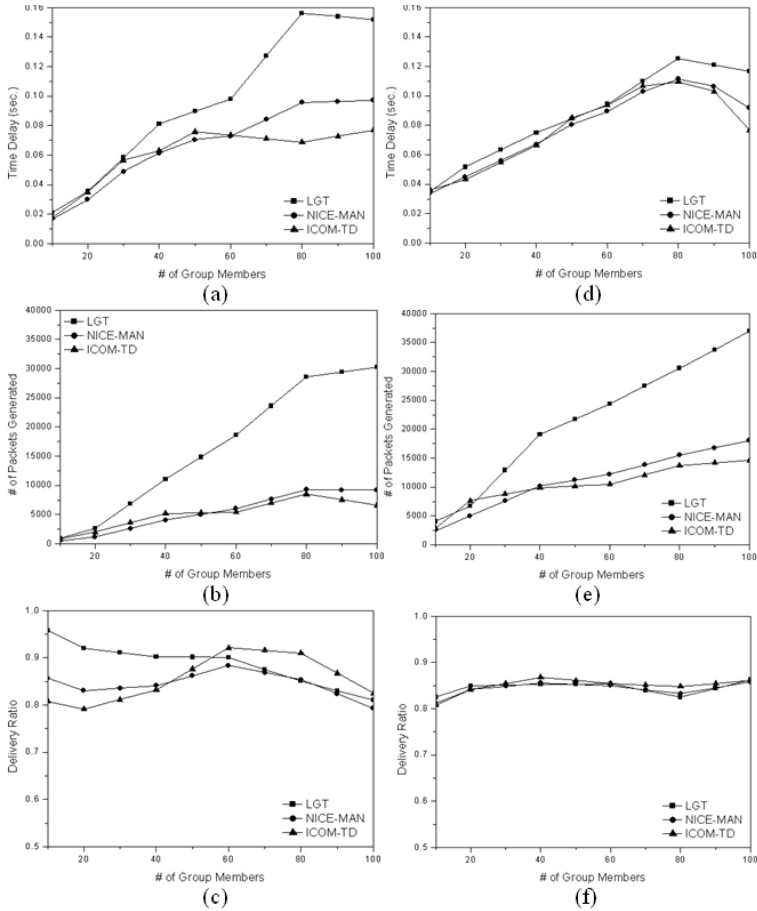 0.16
0.14
0.12
0.10
0.08
0.06
0.04
0.02
0.00
Time Delay (sec.)
LGT
NICE-MAN
ICOM-TD
20
40
60
80
100
# of Group Members
(a)
0.16
0.14
0.12
0.10
0.08
0.06
0.04
0.02
0.00
Time Delay (sec.)
LGT
NICE-MAN
ICOM-TD
20
40
60
80
100
# of Group Members
(d)
40000
35000
30000
25000
20000
15000
10000
5000
0
# of Packets Generated
LGT
NICE-MAN
ICOM-TD
20
40
60
80
100
# of Group Members
(b)
40000
35000
30000
25000
20000
15000
10000
5000
0
# of Packets Generated
LGT
NICE-MAN
ICOM-TD
20
40
60
80
100
# of Group Members
(e)
1.0
0.9
0.8
0.7
0.6
0.5
Delivery Ratio
LGT
NICE-MAN
ICOM-TD
20
40
60
80
100
# of Group Members
(c)
1.0
0.9
0.8
0.7
0.6
0.5
Delivery Ratio
LGT
NICE-MAN
ICOM-TD
20
40
60
80
100
# of Group Members
(f)